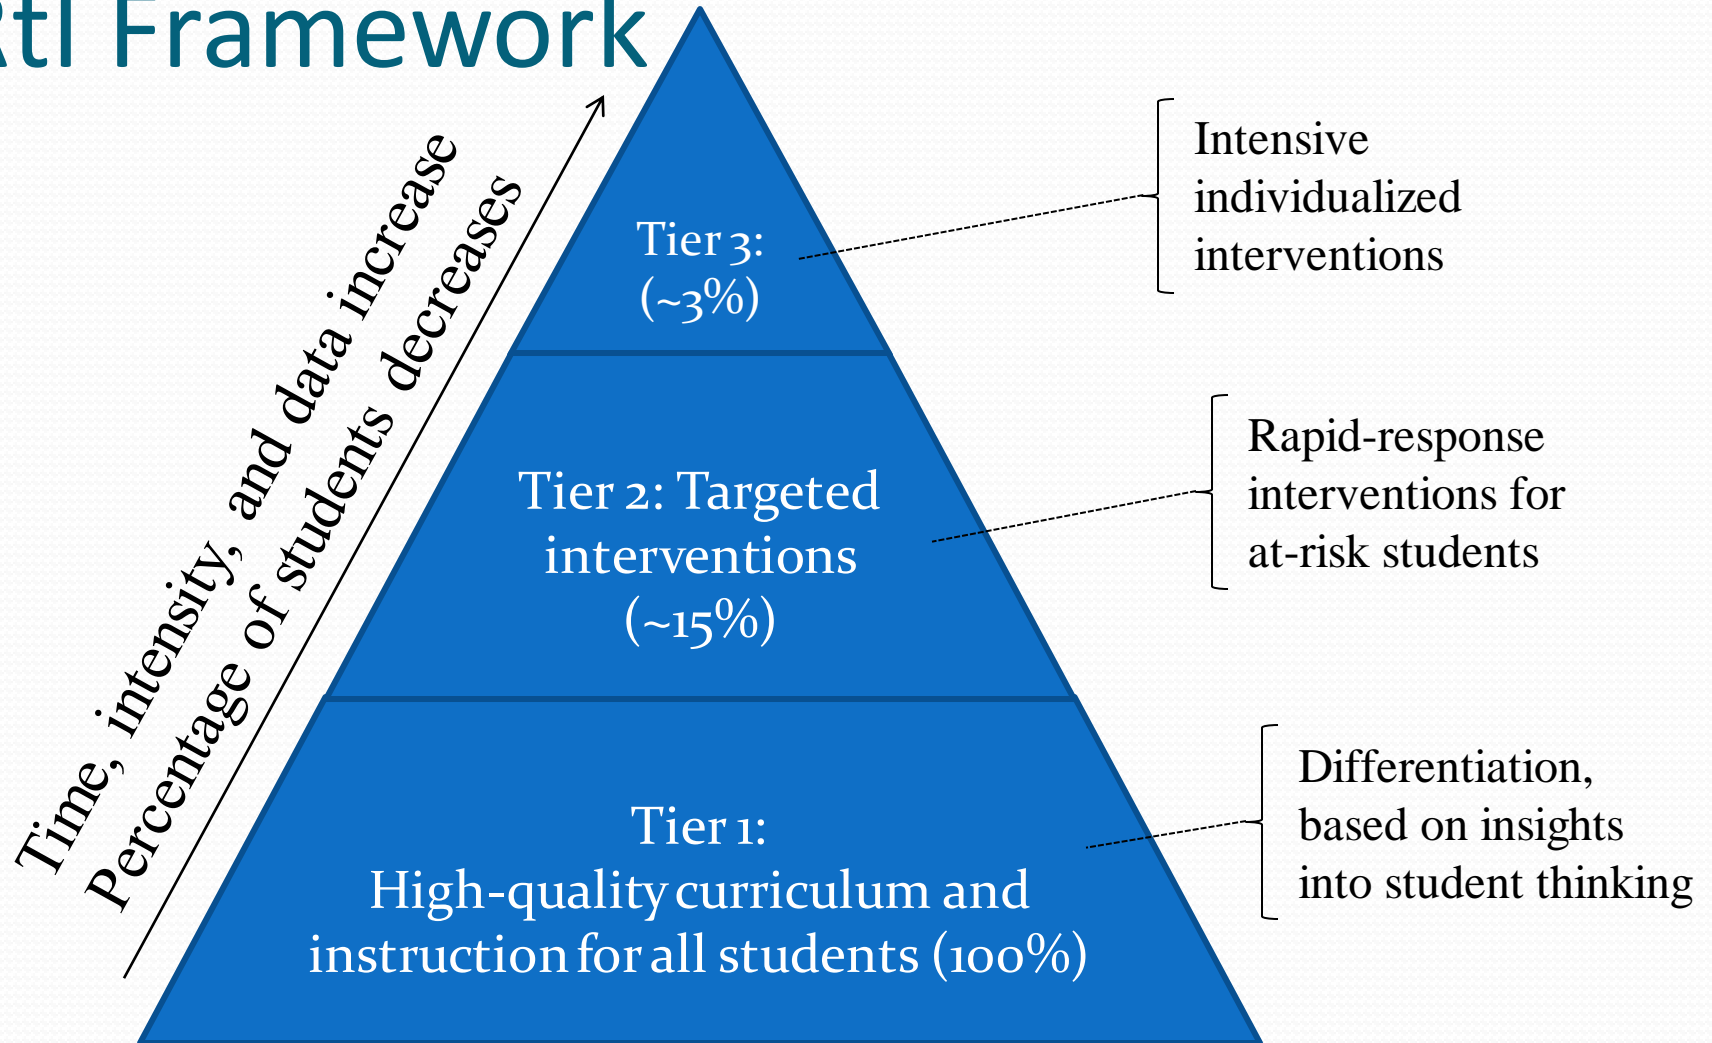 RtI Framework
Time, intensity, and data increase
Percentage of students decreases
Tier 3:
(~3%)
Intensive
individualized
interventions
Tier 2: Targeted
interventions
(~15%)
Rapid-response
interventions for
at-risk students
Tier 1:
High-quality curriculum and
instruction for all students (100%)
Differentiation,
based on insights
into student thinking